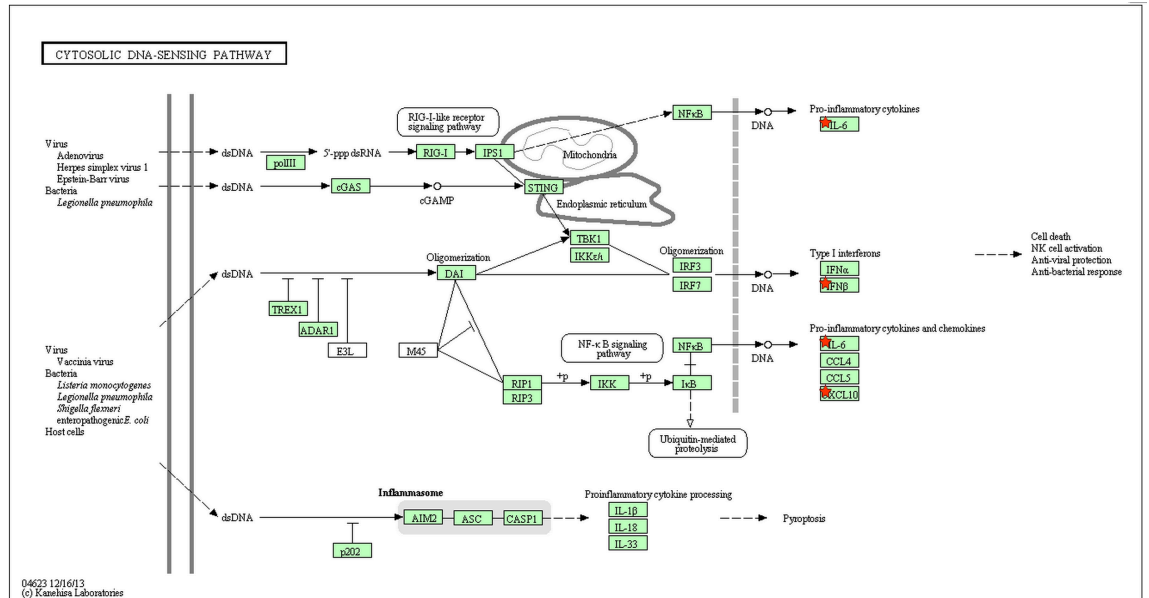 CYTOSOLIC DNA-SENSING PATHWAY
RIG-I-like receptor
signaling pathway
NFκB
DNA
Pro-inflammatory cytokines
IL-6
Virus
Adenovirus
Herpes simplex virus 1
Epstein-Barr virus
Bacteria
Legionella pneumophila
dsDNA
polIII
5'-ppp dsRNA
RIG-I
IPS1
Mitochondria
dsDNA
cGAS
cGAMP
STING
Endoplasmic reticulum
TBK1
IKKε/ι
Oligomerization
DAI
Oligomerization
IRF3
IRF7
DNA
Type I interferons
IFNα
IFNβ
Cell death
NK cell activation
Anti-viral protection
Anti-bacterial response
dsDNA
TREX1
ADAR1
E3L
M45
NF-κ B signaling
pathway
NFκB
DNA
Pro-inflammatory cytokines and chemokines
IL-6
CCL4
CCL5
CXCL10
Virus
Vaccinia virus
Bacteria
Listeria monocytogenes
Legionella pneumophila
Shigella flexneri
enteropathogenic E. coli
Host cells
RIP1
RIP3
+p
IKK
+p
IκB
Ubiquitin-mediated
proteolysis
Inflammasome
dsDNA
AIM2
ASC
CASP1
p202
Proinflammatory cytokine processing
IL-1β
IL-18
IL-33
Pyroptosis
04623 12/16/13
(c) Kanehisa Laboratories